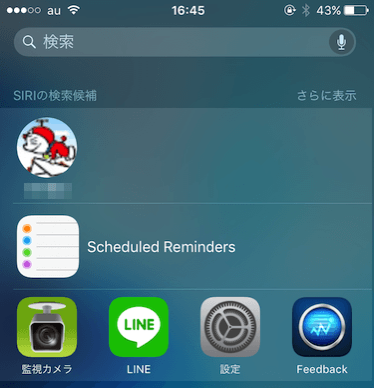 au 16:45 43%
検索
SIRIの検索候補 さらに表示
Scheduled Reminders
LINE
監視カメラ LINE 設定 Feedback